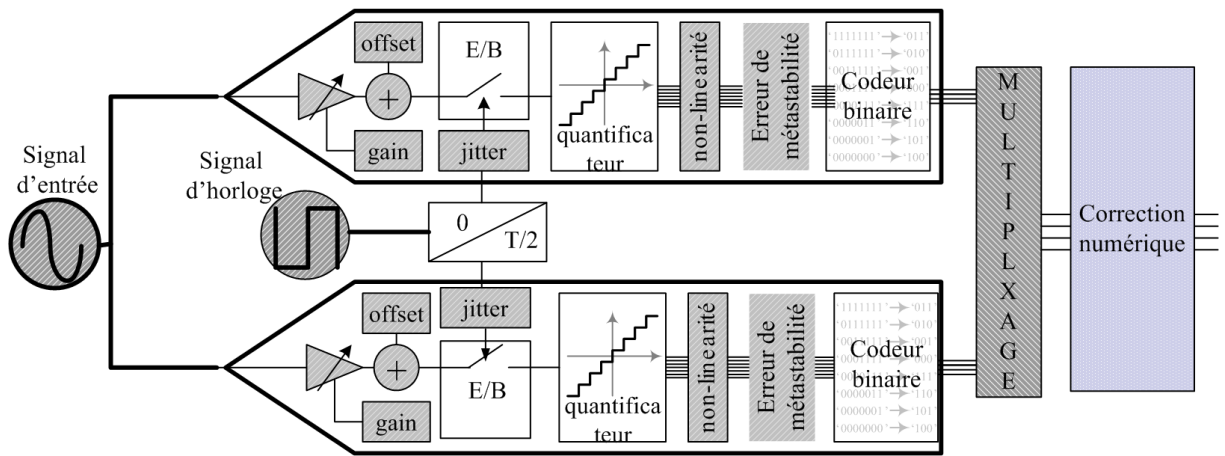 Signal
d'entrée
Signal
d'horloge
offset
gain
E/B
jitter
quantifica
teur
non-linearité
Erreur de
métastabilité
Codeur
binaire
'1111111' → '011'
'0111111' → '010'
'0011111' → '001'
'0000011' → '110'
'0000001' → '101'
'0000000' → '100'
0
T/2
offset
gain
jitter
E/B
quantifica
teur
non-linearité
Erreur de
métastabilité
Codeur
binaire
'1111111' → '011'
'0111111' → '010'
'0011111' → '001'
'0000011' → '110'
'0000001' → '101'
'0000000' → '100'
MULTIPLXAGE
Correction
numérique